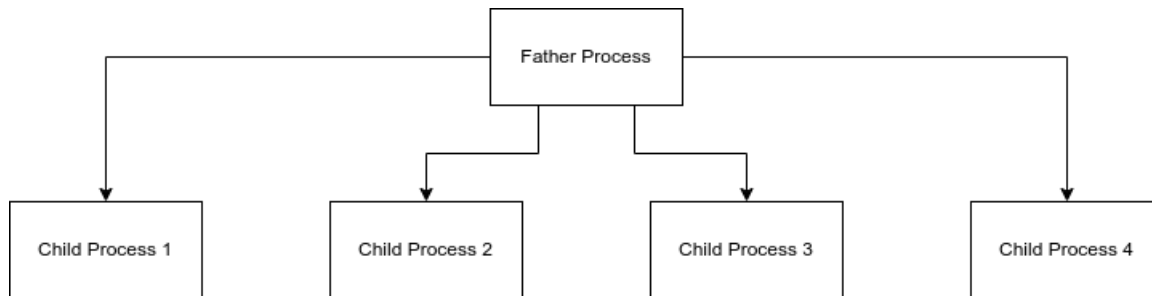 Father Process
Child Process 1
Child Process 2
Child Process 3
Child Process 4